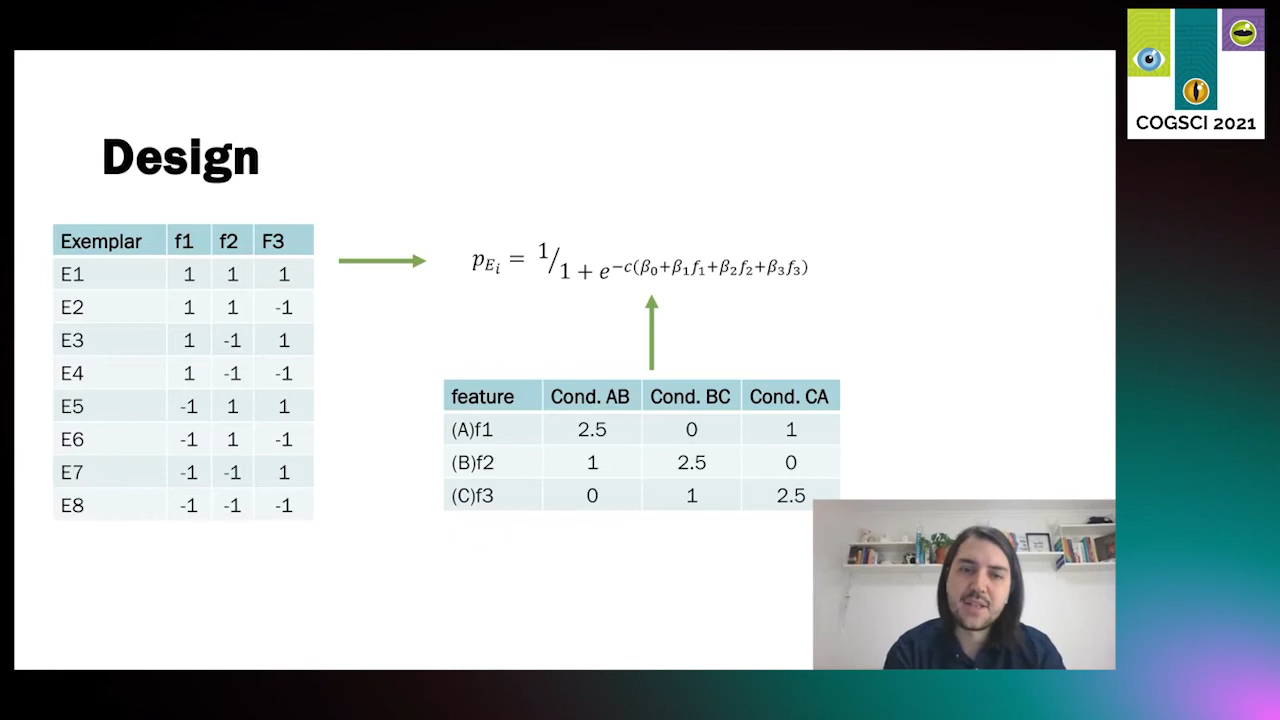 COGSCI 2021
Design
Exemplar f1 f2 F3
E1 1 1 1
E2 1 1 -1
E3 1 -1 1
E4 1 -1 -1
E5 -1 1 1
E6 -1 1 -1
E7 -1 -1 1
E8 -1 -1 -1
p_{E_i} = 1/1 + e^{-c(β_0+β_1f_1+β_2f_2+β_3f_3)}
feature Cond. AB Cond. BC Cond. CA
(A)f1 2.5 0 1
(B)f2 1 2.5 0
(C)f3 0 1 2.5